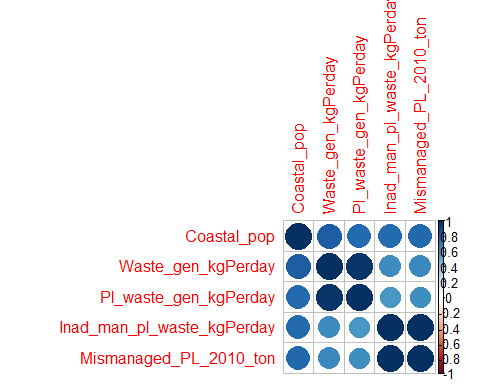 Coastal_pop
Waste_gen_kgPerday
Pl_waste_gen_kgPerday
Inad_man_pl_waste_kgPerday
Mismanaged_PL_2010_ton
Coastal_pop
Waste_gen_kgPerday
Pl_waste_gen_kgPerday
Inad_man_pl_waste_kgPerday
Mismanaged_PL_2010_ton
1
0.8
0.6
0.4
0.2
0
-0.2
-0.4
-0.6
-0.8
-1